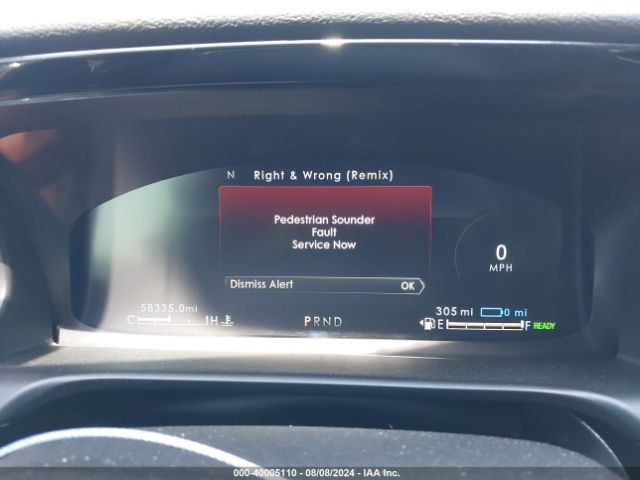 N Right & Wrong (Remix)
Pedestrian Sounder
Fault
Service Now
Dismiss Alert OK
58335.0mi
C H
PRND
305 mi 0 mi
E F READY
0
MPH
000-40005110 - 08/08/2024 - IAA Inc.